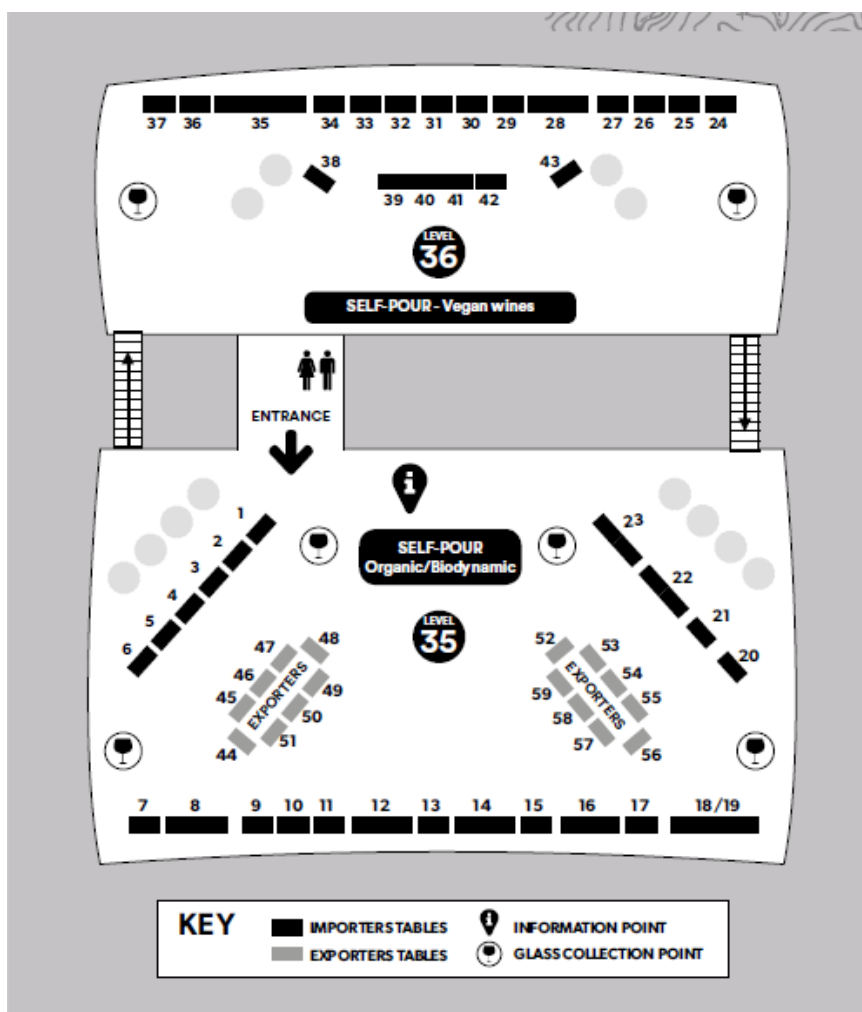 37 36 35 34 33 32 31 30 29 28 27 26 25 24
38
43
39 40 41 42
LEVEL
36
SELF-POUR - Vegan wines
ENTRANCE
i
1
2
3
4
5
6
SELF-POUR
Organic/Biodynamic
23
22
21
20
LEVEL
35
48
47
46
45
44
EXPORTERS
49
50
51
52
53
54
55
56
EXPORTERS
59
58
57
7 8 9 10 11 12 13 14 15 16 17 18/19
KEY
IMPORTERS TABLES
EXPORTERS TABLES
i
INFORMATION POINT
GLASS COLLECTION POINT